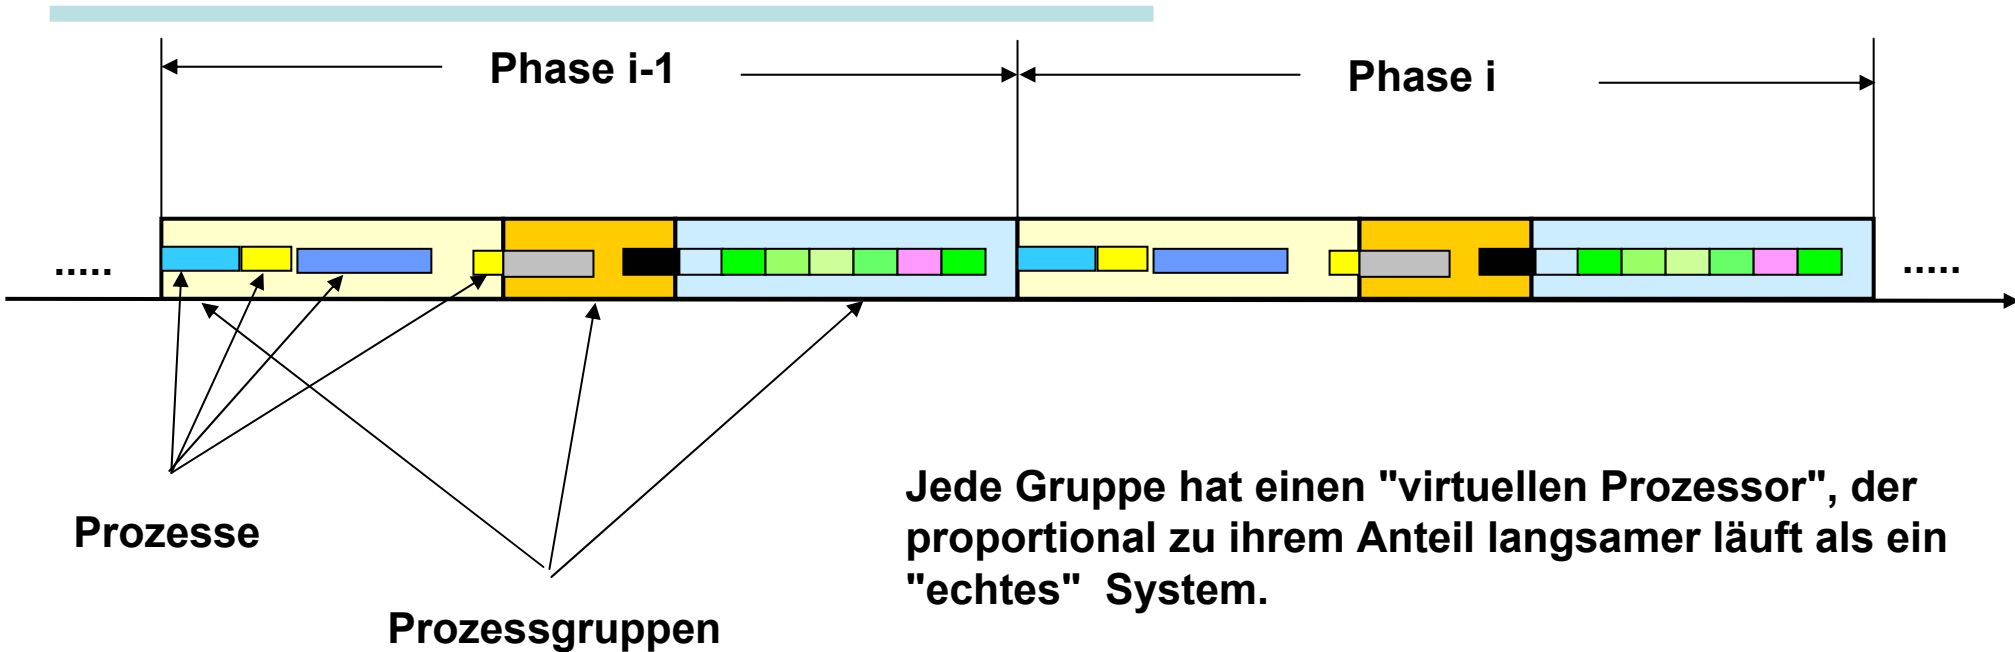 Phase i-1
Phase i
.....
.....
Prozesse
Prozessgruppen
Jede Gruppe hat einen "virtuellen Prozessor", der
proportional zu ihrem Anteil langsamer läuft als ein
"echtes" System.